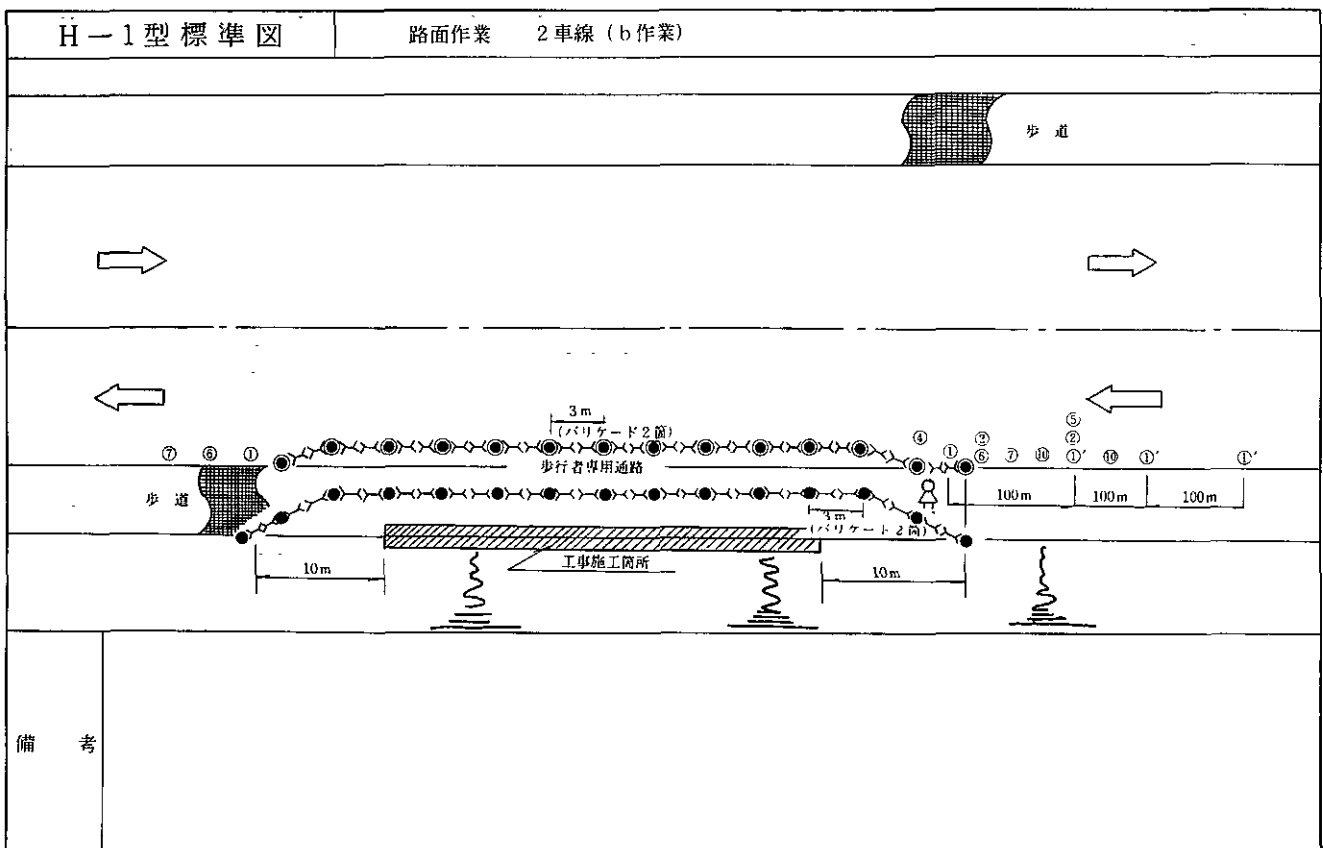 H－1型標準図　路面作業　2車線（b作業）
歩道
3m
(バリケード2箇)
⑤
④ ② ②
⑦ ⑥ ① ① ⑥ ⑦ ⑩ ①′ ⑩ ①′ ①′
歩行者専用通路
歩道
100m 100m 100m
3m
(バリケード2箇)
10m 工事施工箇所 10m
備考